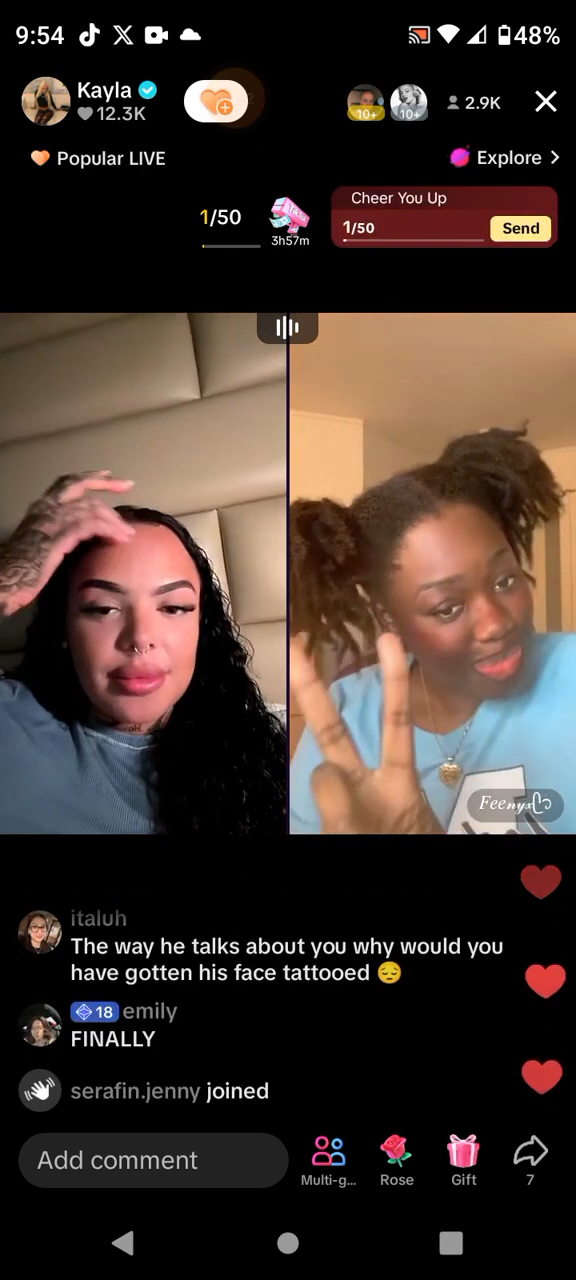 9:54
48%
Kayla
12.3K
10+
10+
2.9K
Popular LIVE
Explore
1/50
3h57m
Cheer You Up
1/50
Send
Feenyx
italuh
The way he talks about you why would you
have gotten his face tattooed 😔
18 emily
FINALLY
serafin.jenny joined
Add comment
Multi-g...
Rose
Gift
7